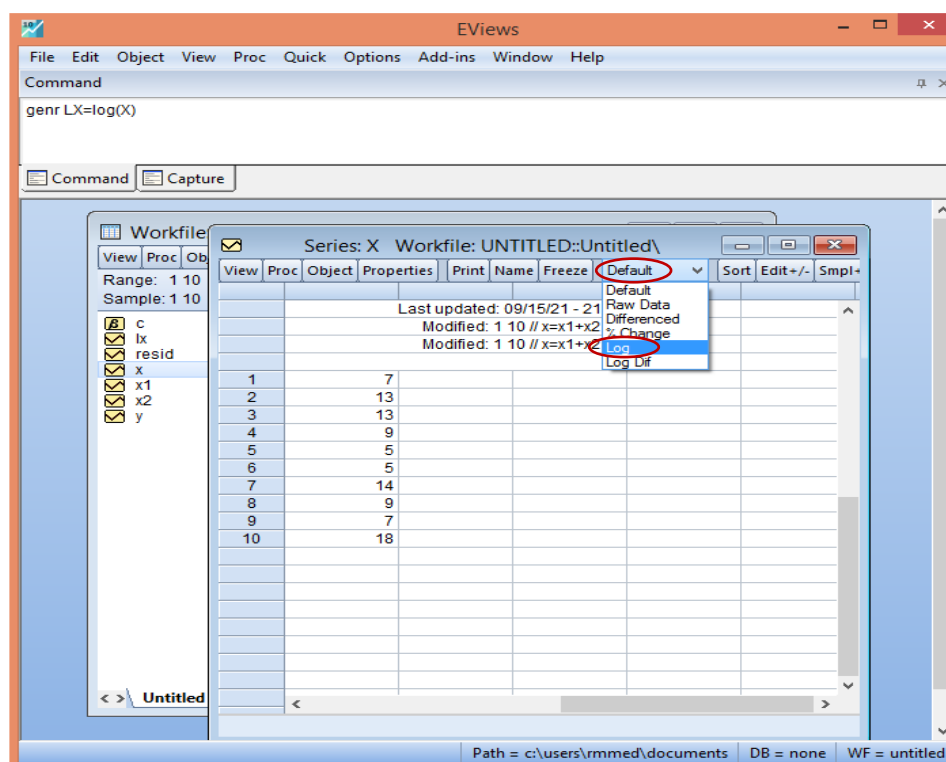 EViews
File Edit Object View Proc Quick Options Add-ins Window Help
Command
genr LX=log(X)
Command Capture
Workfile
View Proc Ob
Range: 1 10
Sample: 1 10
c
lx
resid
x
x1
x2
y
Untitled
Series: X Workfile: UNTITLED::Untitled\
View Proc Object Properties Print Name Freeze Default Sort Edit+/- Smpl+
Default
Raw Data
Differenced
% Change
Log
Log Dif
Last updated: 09/15/21 - 21
Modified: 1 10 // x=x1+x2
Modified: 1 10 // x=x1+x2
1 7
2 13
3 13
4 9
5 5
6 5
7 14
8 9
9 7
10 18
Path = c:\users\rmmed\documents DB = none WF = untitled